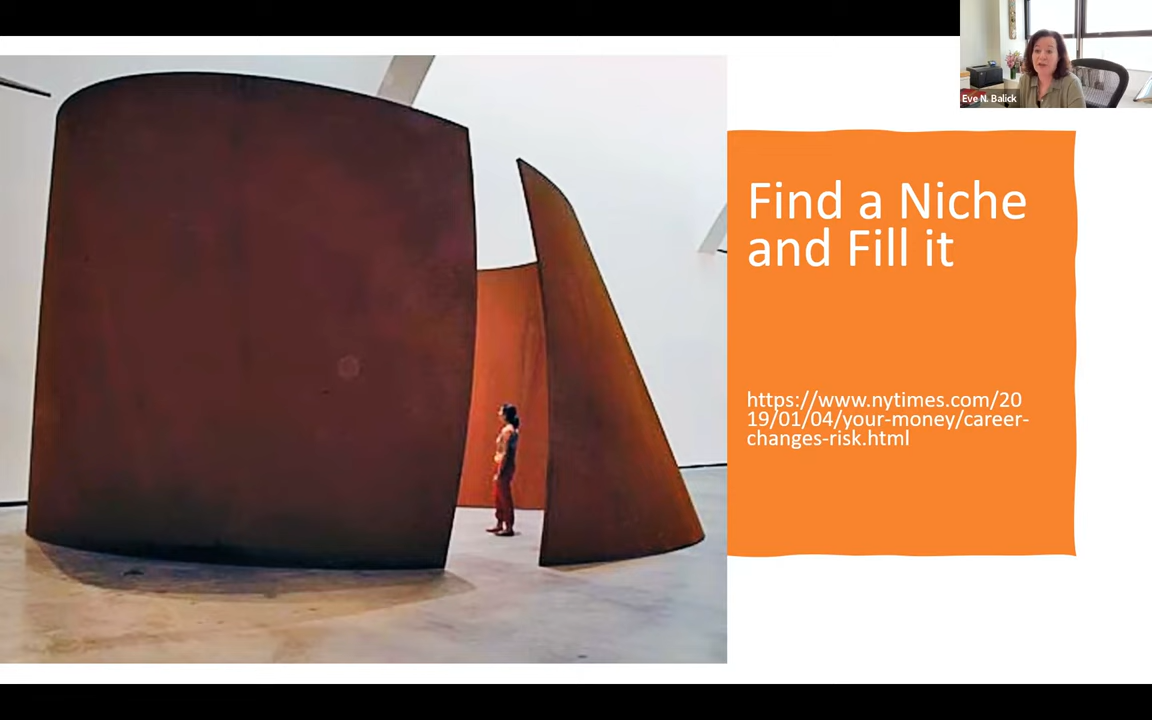 Eve N. Balick
Find a Niche
and Fill it
https://www.nytimes.com/20
19/01/04/your-money/career-
changes-risk.html